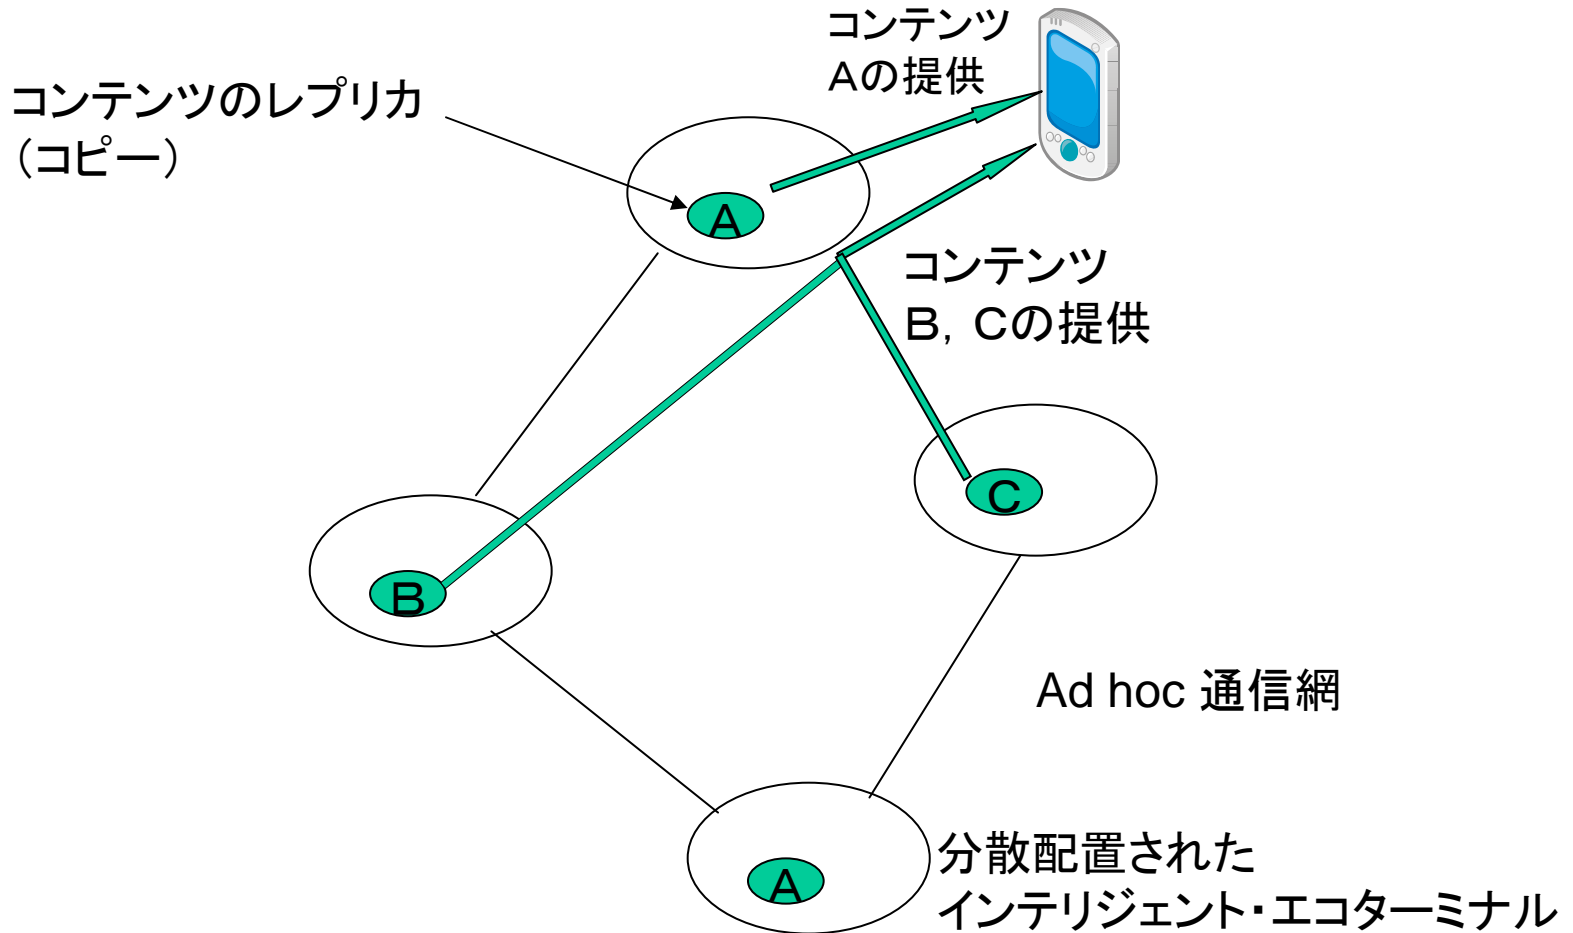 コンテンツ
Aの提供
コンテンツのレプリカ
（コピー）
A
コンテンツ
B，Cの提供
C
B
Ad hoc 通信網
分散配置された
インテリジェント・エコターミナル
A